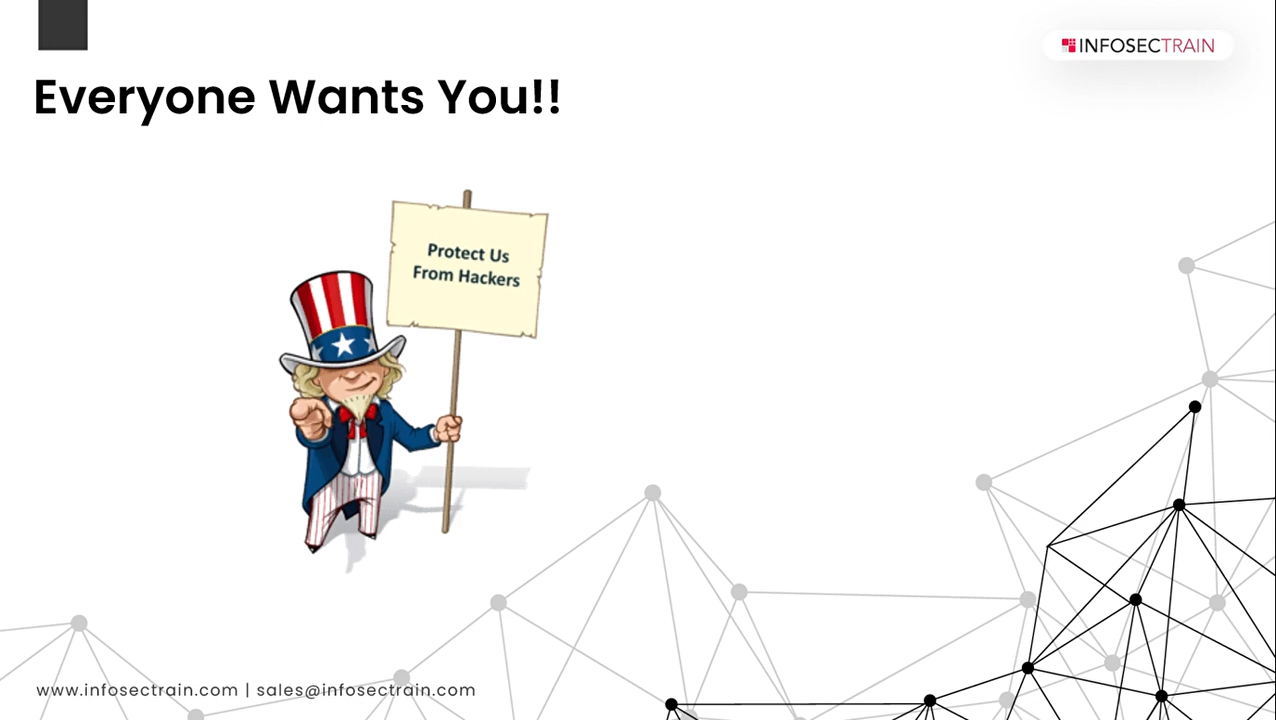 INFOSECTRAIN
Everyone Wants You!!
Protect Us
From Hackers
www.infosectrain.com | sales@infosectrain.com